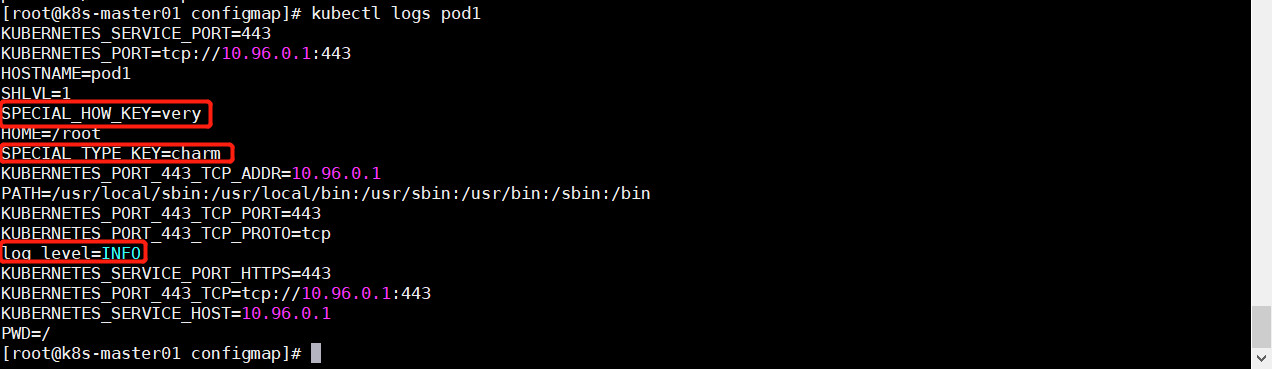 [root@k8s-master01 configmap]# kubectl logs pod1
KUBERNETES_SERVICE_PORT=443
KUBERNETES_PORT=tcp://10.96.0.1:443
HOSTNAME=pod1
SHLVL=1
SPECIAL_HOW_KEY=very
HOME=/root
SPECIAL_TYPE_KEY=charm
KUBERNETES_PORT_443_TCP_ADDR=10.96.0.1
PATH=/usr/local/sbin:/usr/local/bin:/usr/sbin:/usr/bin:/sbin:/bin
KUBERNETES_PORT_443_TCP_PORT=443
KUBERNETES_PORT_443_TCP_PROTO=tcp
log_level=INFO
KUBERNETES_SERVICE_PORT_HTTPS=443
KUBERNETES_PORT_443_TCP=tcp://10.96.0.1:443
KUBERNETES_SERVICE_HOST=10.96.0.1
PWD=/
[root@k8s-master01 configmap]#